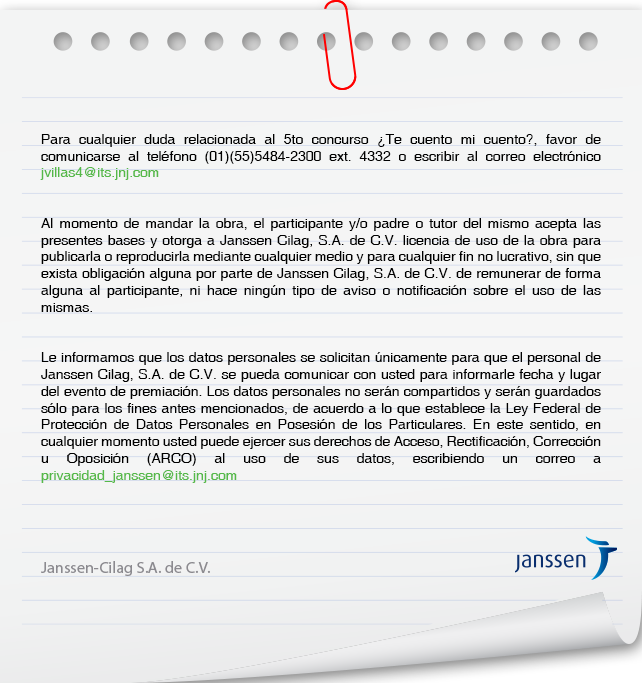 Para cualquier duda relacionada al 5to concurso ¿Te cuento mi cuento?, favor de
comunicarse al teléfono (01)(55)5484-2300 ext. 4332 o escribir al correo electrónico
jvillas4@its.jnj.com
Al momento de mandar la obra, el participante y/o padre o tutor del mismo acepta las
presentes bases y otorga a Janssen Cilag, S.A. de C.V. licencia de uso de la obra para
publicarla o reproducirla mediante cualquier medio y para cualquier fin no lucrativo, sin que
exista obligación alguna por parte de Janssen Cilag, S.A. de C.V. de remunerar de forma
alguna al participante, ni hace ningún tipo de aviso o notificación sobre el uso de las
mismas.
Le informamos que los datos personales se solicitan únicamente para que el personal de
Janssen Cilag, S.A. de C.V. se pueda comunicar con usted para informarle fecha y lugar
del evento de premiación. Los datos personales no serán compartidos y serán guardados
sólo para los fines antes mencionados, de acuerdo a lo que establece la Ley Federal de
Protección de Datos Personales en Posesión de los Particulares. En este sentido, en
cualquier momento usted puede ejercer sus derechos de Acceso, Rectificación, Corrección
u Oposición (ARCO) al uso de sus datos, escribiendo un correo a
privacidad_janssen@its.jnj.com
Janssen-Cilag S.A. de C.V.
janssen